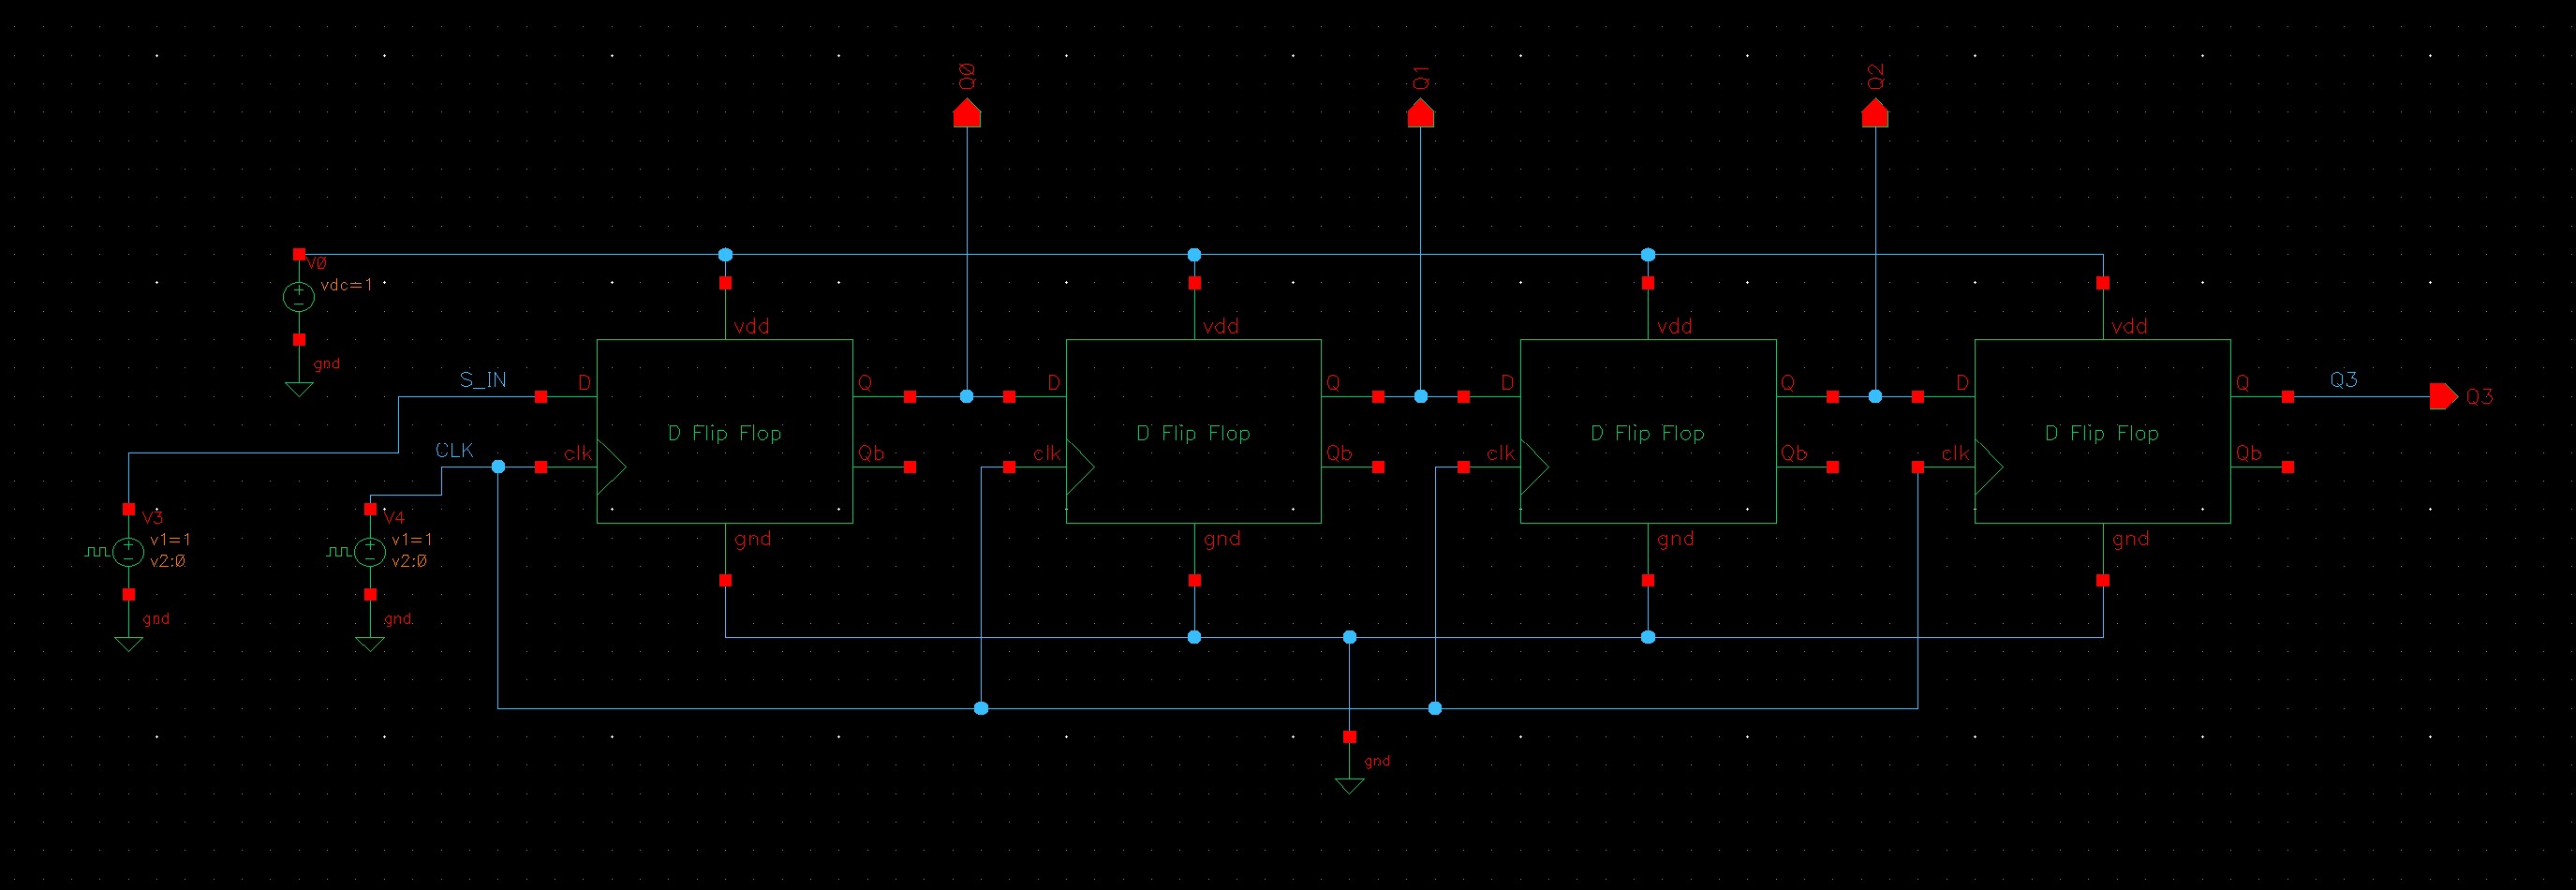 Q0
Q1
Q2
V0
vdc=1
gnd
vdd
vdd
vdd
vdd
S_IN
D
Q
D
Q
D
Q
D
Q
Q3
Q3
D Flip Flop
D Flip Flop
D Flip Flop
D Flip Flop
CLK
clk
Qb
clk
Qb
clk
Qb
clk
Qb
V3
v1=1
v2:0
gnd
V4
v1=1
v2:0
gnd
gnd
gnd
gnd
gnd
gnd